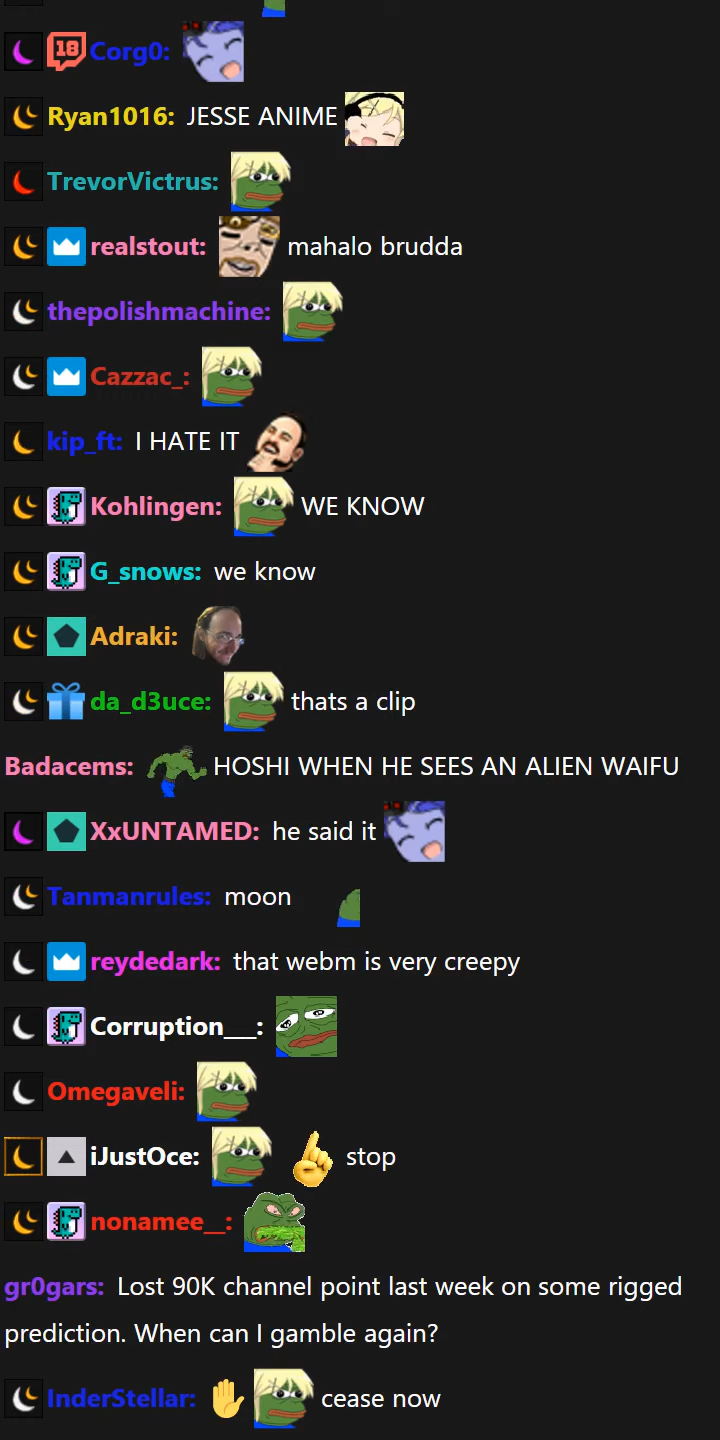 18 Corg0:
Ryan1016: JESSE ANIME
TrevorVictrus:
realstout: mahalo brudda
thepolishmachine:
Cazzac_:
kip_ft: I HATE IT
Kohlingen: WE KNOW
G_snows: we know
Adraki:
da_d3uce: thats a clip
Badacems: HOSHI WHEN HE SEES AN ALIEN WAIFU
XxUNTAMED: he said it
Tanmanrules: moon
reydedark: that webm is very creepy
Corruption___:
Omegaveli:
iJustOce: stop
nonamee__:
gr0gars: Lost 90K channel point last week on some rigged
prediction. When can I gamble again?
InderStellar: cease now